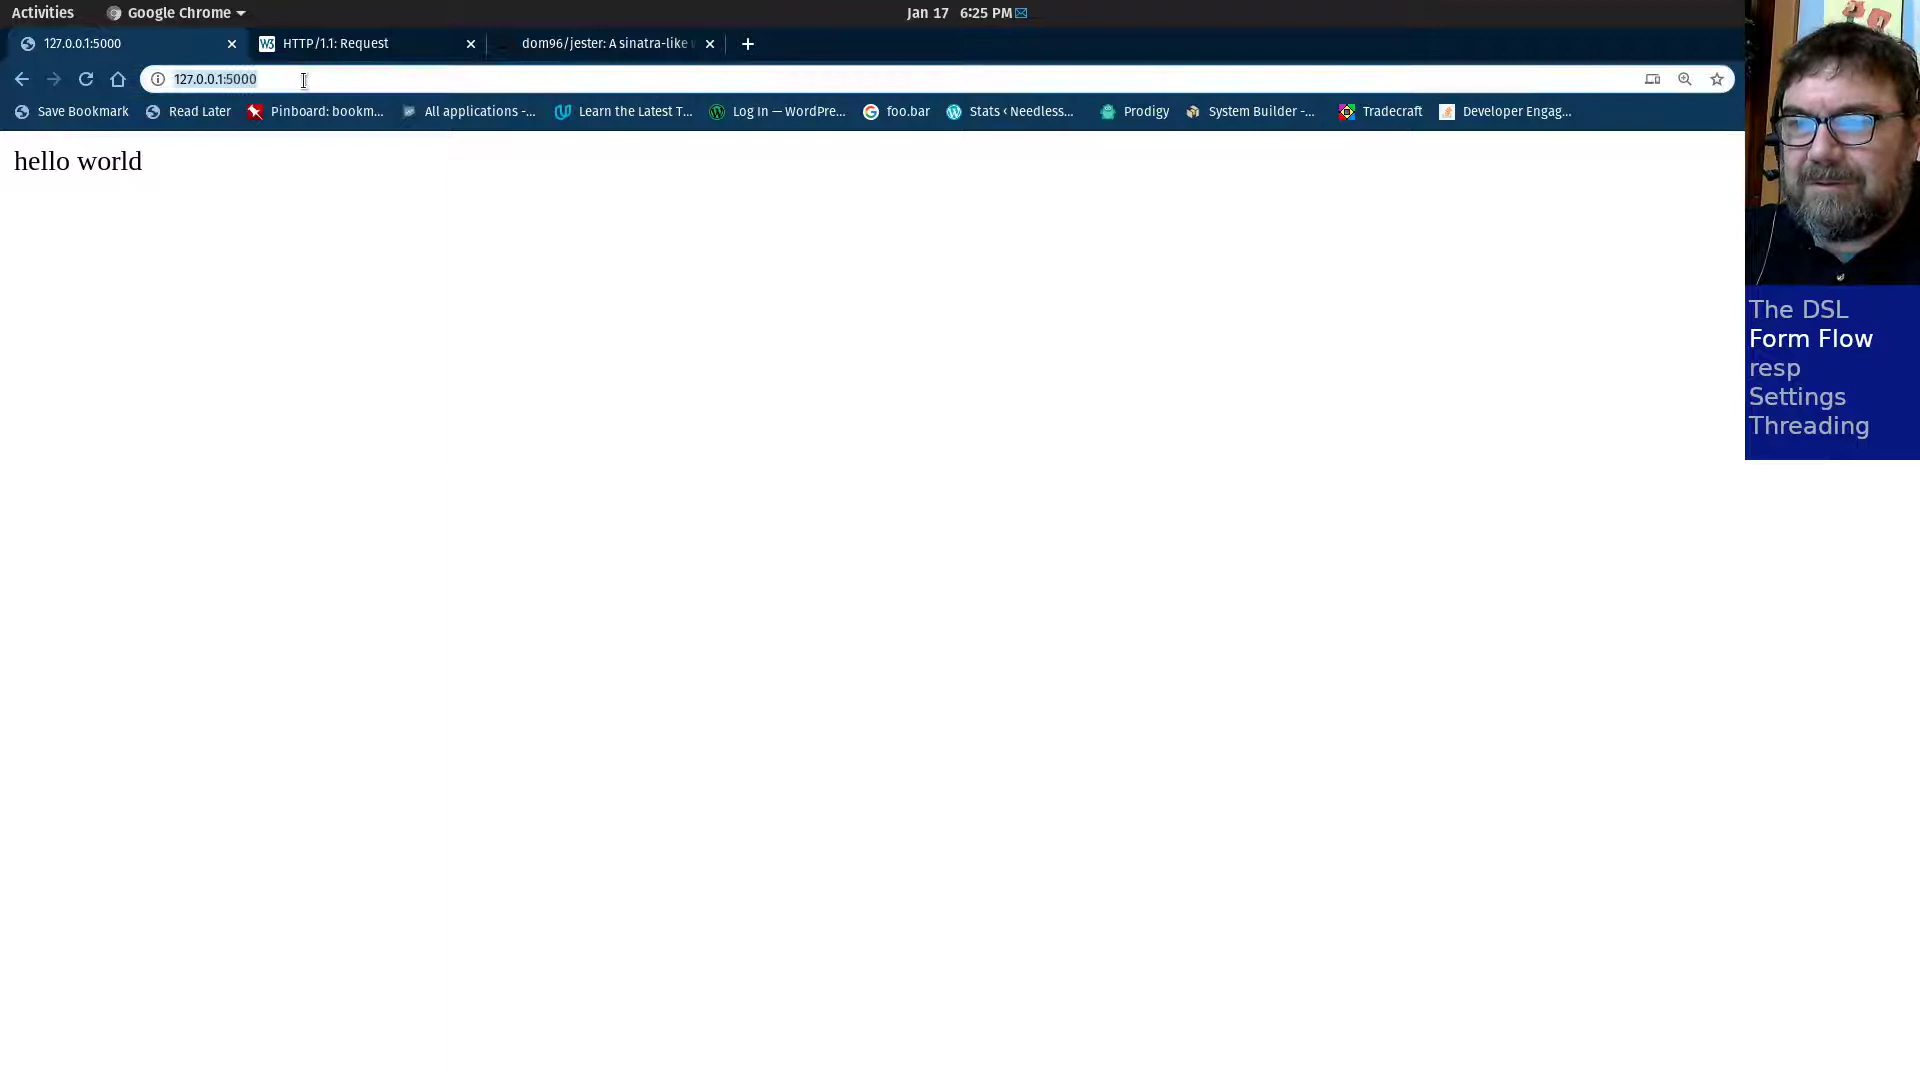 Activities Google Chrome Jan 17 6:25 PM
127.0.0.1:5000 HTTP/1.1: Request dom96/jester: A sinatra-like
127.0.0.1:5000
Save Bookmark Read Later Pinboard: bookm... All applications -... Learn the Latest T... Log In — WordPre... foo.bar Stats ‹ Needless... Prodigy System Builder -... Tradecraft Developer Engag...
hello world
The DSL
Form Flow
resp
Settings
Threading